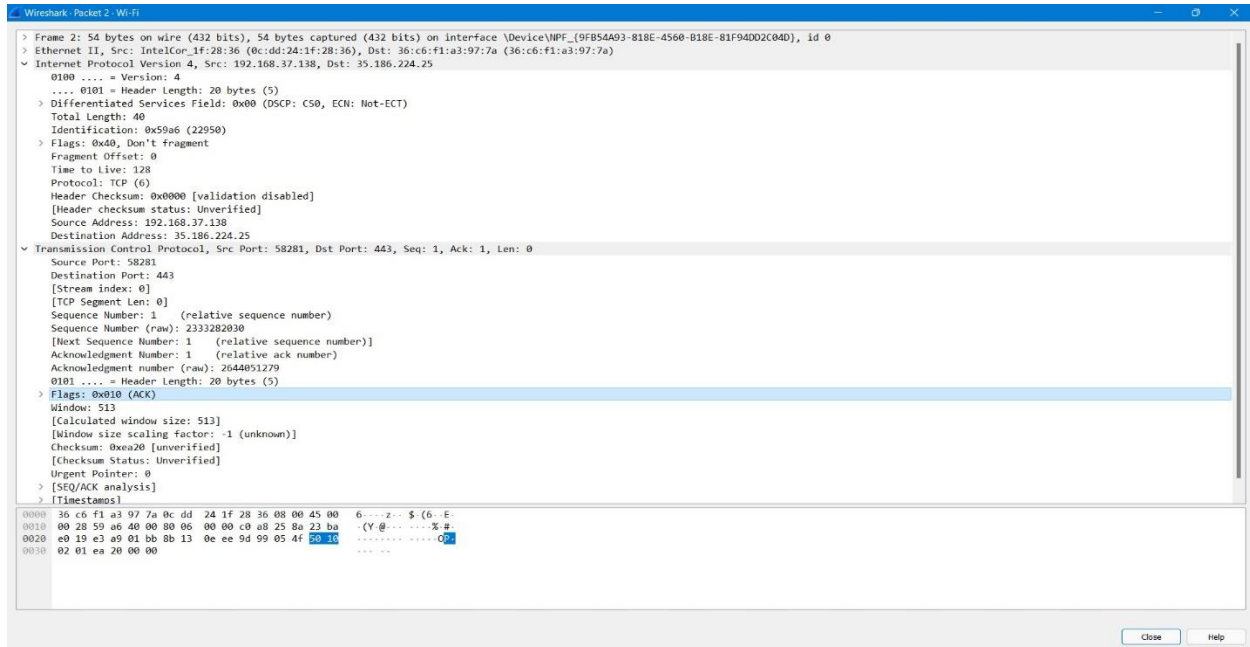 Wireshark · Packet 2 · Wi-Fi
> Frame 2: 54 bytes on wire (432 bits), 54 bytes captured (432 bits) on interface \Device\NPF_{9FB54A93-818E-4560-B18E-81F94DD2C04D}, id 0
> Ethernet II, Src: IntelCor_1f:28:36 (0c:dd:24:1f:28:36), Dst: 36:c6:f1:a3:97:7a (36:c6:f1:a3:97:7a)
Internet Protocol Version 4, Src: 192.168.37.138, Dst: 35.186.224.25
0100 .... = Version: 4
.... 0101 = Header Length: 20 bytes (5)
> Differentiated Services Field: 0x00 (DSCP: CS0, ECN: Not-ECT)
Total Length: 40
Identification: 0x59a6 (22950)
> Flags: 0x40, Don't fragment
Fragment Offset: 0
Time to Live: 128
Protocol: TCP (6)
Header Checksum: 0x0000 [validation disabled]
[Header checksum status: Unverified]
Source Address: 192.168.37.138
Destination Address: 35.186.224.25
Transmission Control Protocol, Src Port: 58281, Dst Port: 443, Seq: 1, Ack: 1, Len: 0
Source Port: 58281
Destination Port: 443
[Stream index: 0]
[TCP Segment Len: 0]
Sequence Number: 1 (relative sequence number)
Sequence Number (raw): 2333282030
[Next Sequence Number: 1 (relative sequence number)]
Acknowledgment Number: 1 (relative ack number)
Acknowledgment number (raw): 2644051279
0101 .... = Header Length: 20 bytes (5)
> Flags: 0x010 (ACK)
Window: 513
[Calculated window size: 513]
[Window size scaling factor: -1 (unknown)]
Checksum: 0xea20 [unverified]
[Checksum Status: Unverified]
Urgent Pointer: 0
> [SEQ/ACK analysis]
> [Timestamps]
0000 36 c6 f1 a3 97 7a 0c dd 24 1f 28 36 08 00 45 00 6····z·· $·(6··E·
0010 00 28 59 a6 40 00 80 06 00 00 c0 a8 25 8a 23 ba ·(Y·@··· ····%·#·
0020 e0 19 e3 a9 01 bb 8b 13 0e ee 9d 99 05 4f 50 10 ········ ·····OP·
0030 02 01 ea 20 00 00 ··· ··
Close Help